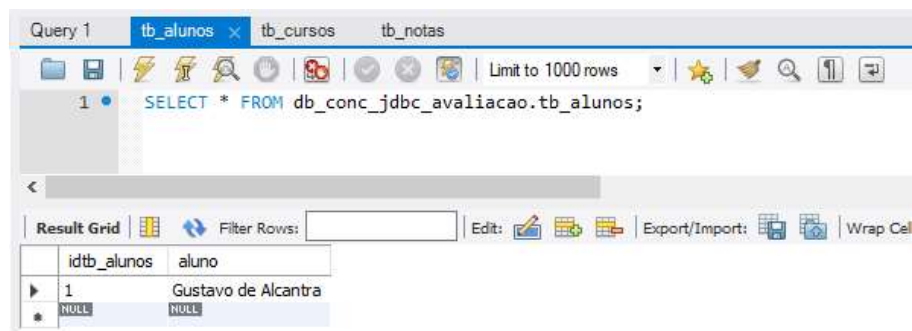 Query 1 tb_alunos × tb_cursos tb_notas
Limit to 1000 rows
1 SELECT * FROM db_conc_jdbc_avaliacao.tb_alunos;
Result Grid Filter Rows: Edit: Export/Import: Wrap Cel
idtb_alunos aluno
1 Gustavo de Alcantra
NULL NULL